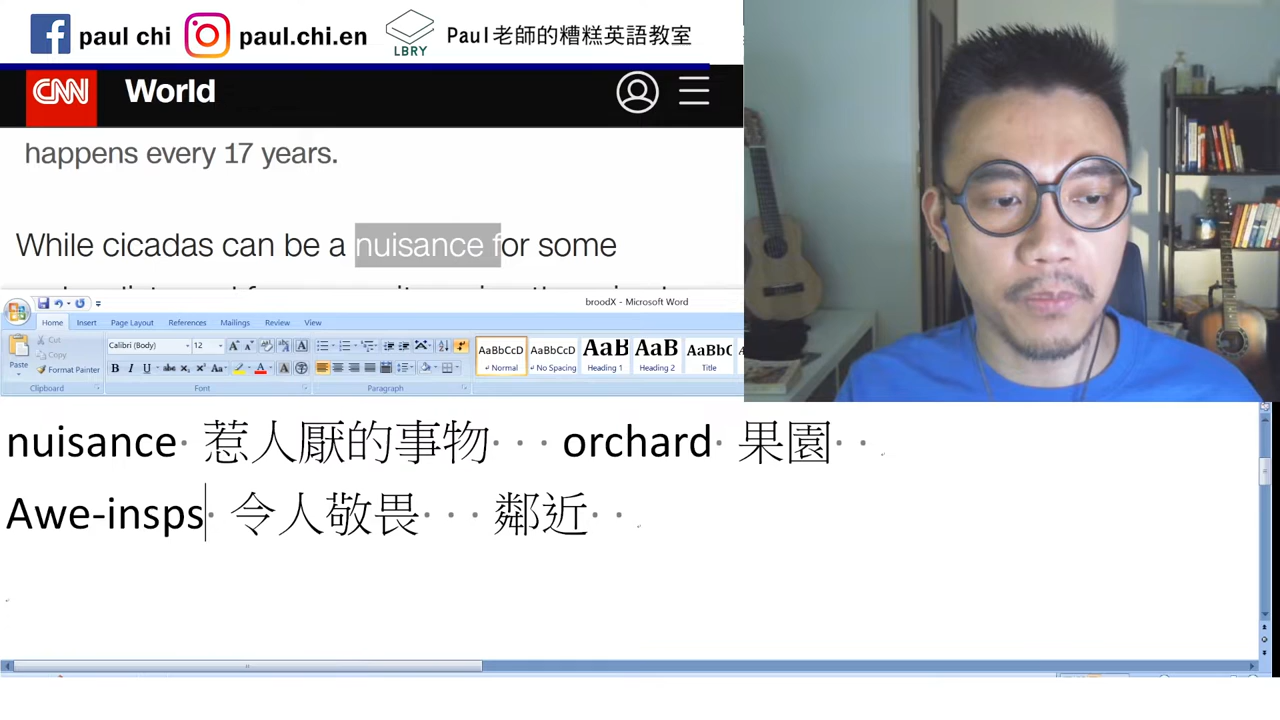 paul chi paul.chi.en LBRY Paul老師的糟糕英語教室
CNN World
happens every 17 years.
While cicadas can be a nuisance for some
broodX - Microsoft Word
Home Insert Page Layout References Mailings Review View
Cut
Copy
Paste
Format Painter
Calibri (Body) 12
AaBbCcD AaBbCcD AaBb AaB AaBbC
Normal No Spacing Heading 1 Heading 2 Title
Clipboard Font Paragraph
nuisance 惹人厭的事物 orchard 果園
Awe-insps 令人敬畏 鄰近